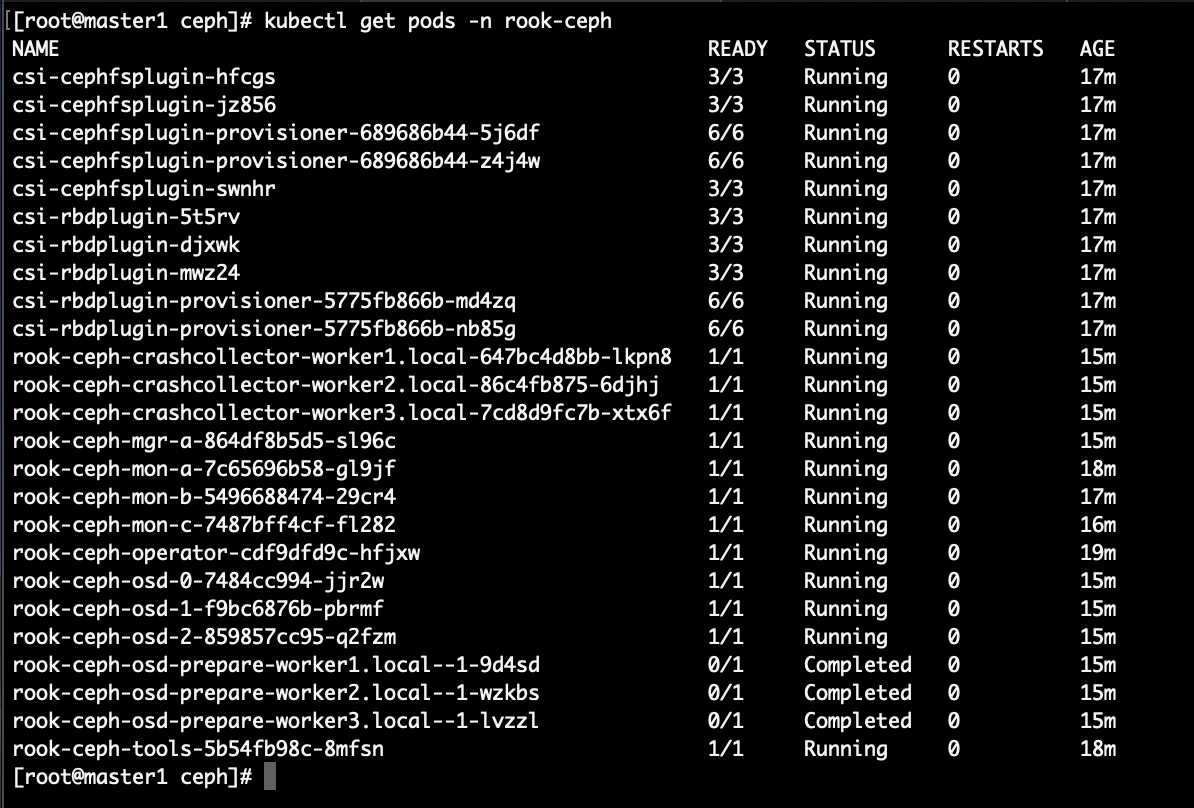 [[root@master1 ceph]# kubectl get pods -n rook-ceph
NAME READY STATUS RESTARTS AGE
csi-cephfsplugin-hfcgs 3/3 Running 0 17m
csi-cephfsplugin-jz856 3/3 Running 0 17m
csi-cephfsplugin-provisioner-689686b44-5j6df 6/6 Running 0 17m
csi-cephfsplugin-provisioner-689686b44-z4j4w 6/6 Running 0 17m
csi-cephfsplugin-swnhr 3/3 Running 0 17m
csi-rbdplugin-5t5rv 3/3 Running 0 17m
csi-rbdplugin-djxwk 3/3 Running 0 17m
csi-rbdplugin-mwz24 3/3 Running 0 17m
csi-rbdplugin-provisioner-5775fb866b-md4zq 6/6 Running 0 17m
csi-rbdplugin-provisioner-5775fb866b-nb85g 6/6 Running 0 17m
rook-ceph-crashcollector-worker1.local-647bc4d8bb-lkpn8 1/1 Running 0 15m
rook-ceph-crashcollector-worker2.local-86c4fb875-6djhj 1/1 Running 0 15m
rook-ceph-crashcollector-worker3.local-7cd8d9fc7b-xtx6f 1/1 Running 0 15m
rook-ceph-mgr-a-864df8b5d5-sl96c 1/1 Running 0 15m
rook-ceph-mon-a-7c65696b58-gl9jf 1/1 Running 0 18m
rook-ceph-mon-b-5496688474-29cr4 1/1 Running 0 17m
rook-ceph-mon-c-7487bff4cf-fl282 1/1 Running 0 16m
rook-ceph-operator-cdf9dfd9c-hfjxw 1/1 Running 0 19m
rook-ceph-osd-0-7484cc994-jjr2w 1/1 Running 0 15m
rook-ceph-osd-1-f9bc6876b-pbrmf 1/1 Running 0 15m
rook-ceph-osd-2-859857cc95-q2fzm 1/1 Running 0 15m
rook-ceph-osd-prepare-worker1.local--1-9d4sd 0/1 Completed 0 15m
rook-ceph-osd-prepare-worker2.local--1-wzkbs 0/1 Completed 0 15m
rook-ceph-osd-prepare-worker3.local--1-lvzzl 0/1 Completed 0 15m
rook-ceph-tools-5b54fb98c-8mfsn 1/1 Running 0 18m
[root@master1 ceph]#